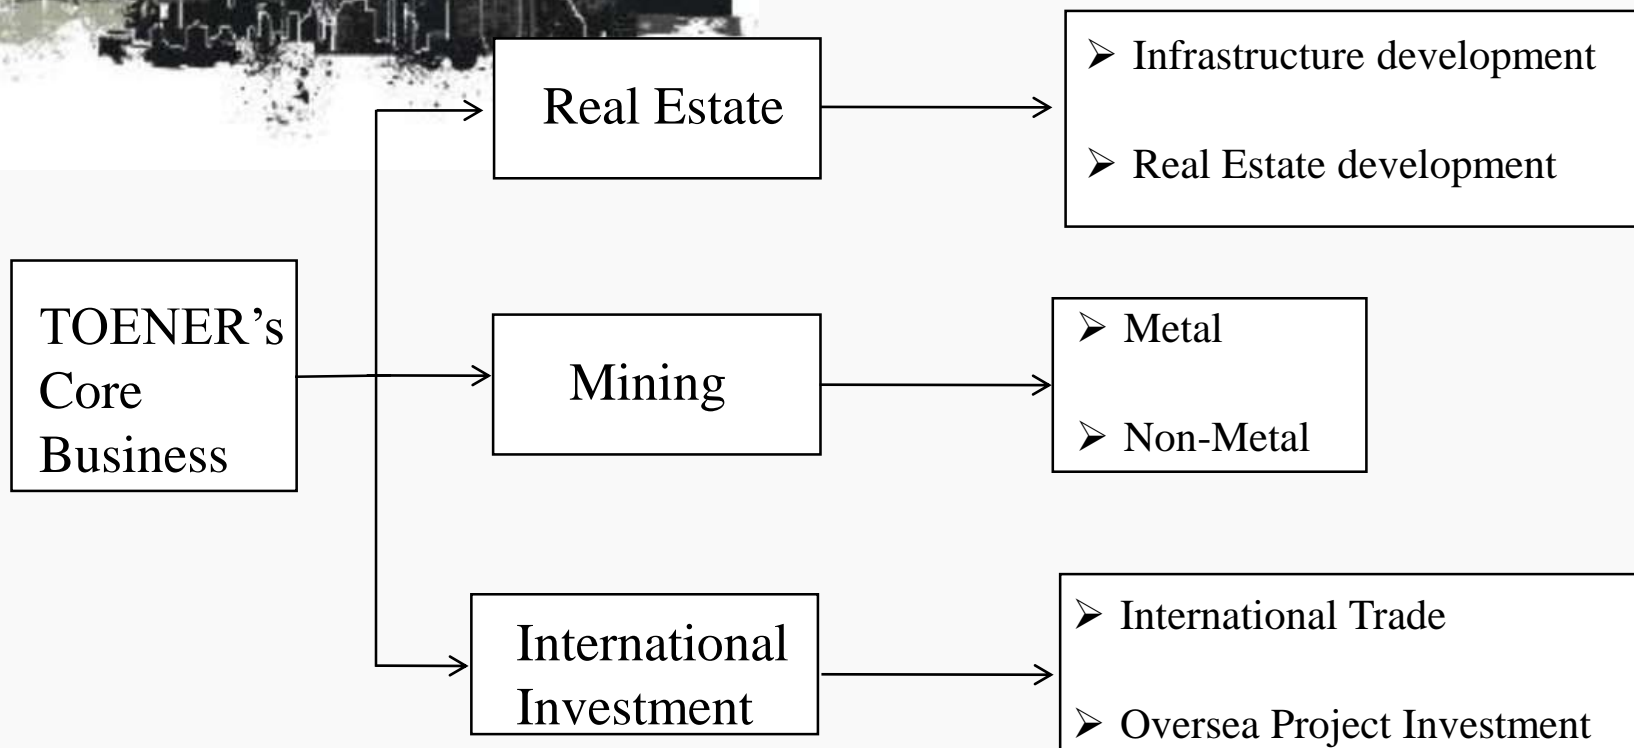 TOENER’s
Core
Business
Real Estate
➢ Infrastructure development
➢ Real Estate development
Mining
➢ Metal
➢ Non-Metal
International
Investment
➢ International Trade
➢ Oversea Project Investment